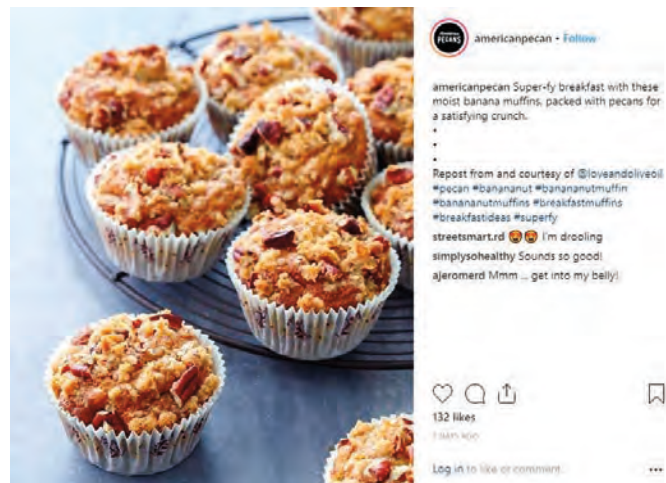 PECANS
americanpecan • Follow
americanpecan Super-fy breakfast with these
moist banana muffins, packed with pecans for
a satisfying crunch.
•
•
•
Repost from and courtesy of @loveandoliveoil
#pecan #banananut #banananutmuffin
#banananutmuffins #breakfastmuffins
#breakfastideas #superfy
streetsmart.rd 😍😍 I'm drooling
simplysohealthy Sounds so good!
ajeromerd Mmm ... get into my belly!
132 likes
Log in to like or comment.